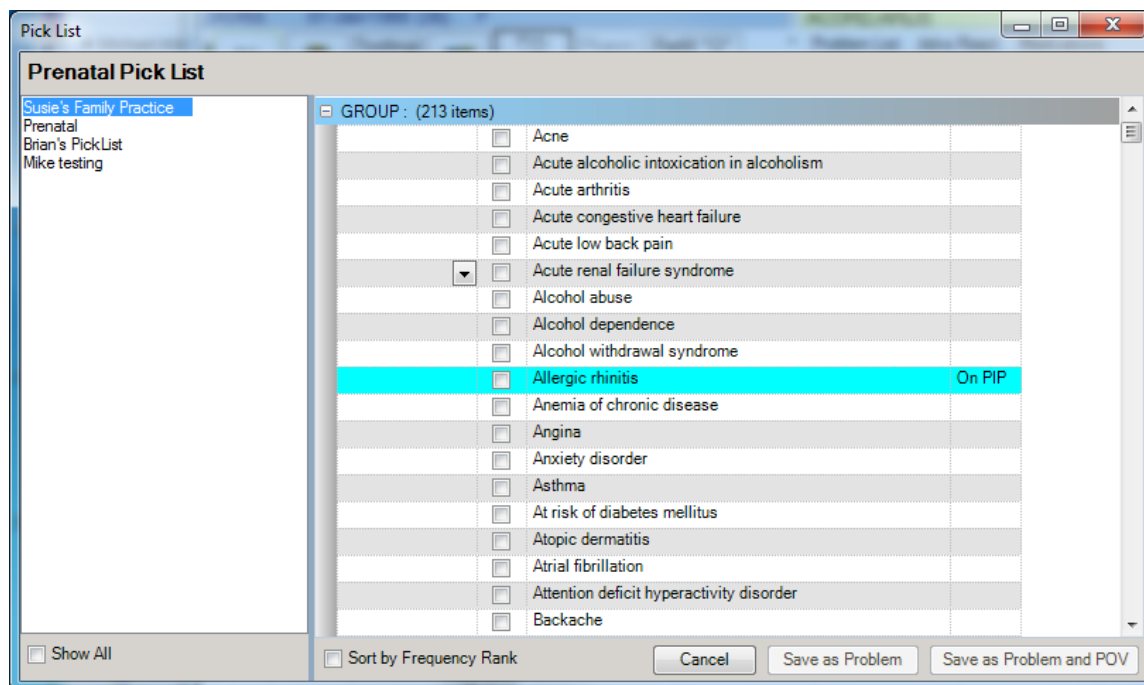 Pick List
Prenatal Pick List
Susie's Family Practice
Prenatal
Brian's PickList
Mike testing
GROUP : (213 items)
Acne
Acute alcoholic intoxication in alcoholism
Acute arthritis
Acute congestive heart failure
Acute low back pain
Acute renal failure syndrome
Alcohol abuse
Alcohol dependence
Alcohol withdrawal syndrome
Allergic rhinitis On PIP
Anemia of chronic disease
Angina
Anxiety disorder
Asthma
At risk of diabetes mellitus
Atopic dermatitis
Atrial fibrillation
Attention deficit hyperactivity disorder
Backache
Show All
Sort by Frequency Rank
Cancel
Save as Problem
Save as Problem and POV